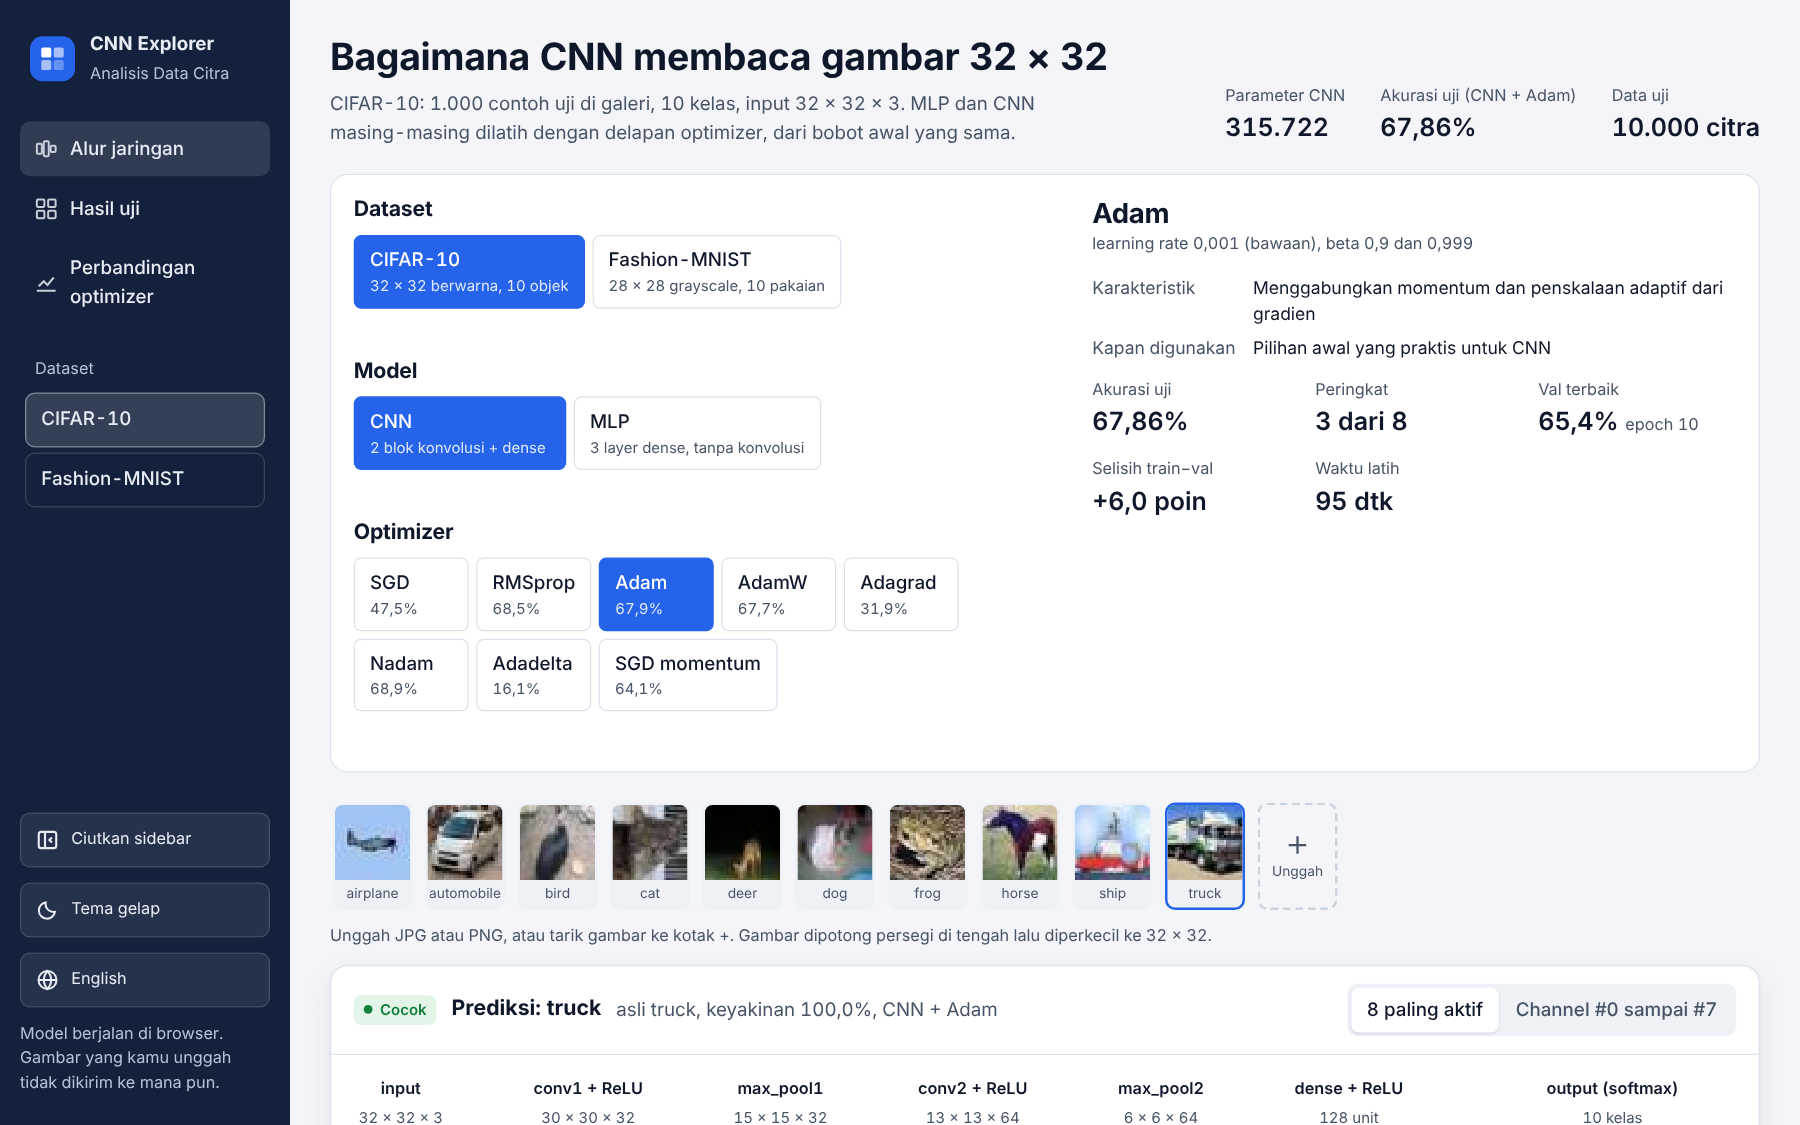 CNN Explorer
Analisis Data Citra
Alur jaringan
Hasil uji
Perbandingan
optimizer
Dataset
CIFAR-10
Fashion-MNIST
Ciutkan sidebar
Tema gelap
English
Model berjalan di browser.
Gambar yang kamu unggah
tidak dikirim ke mana pun.
Bagaimana CNN membaca gambar 32 × 32
CIFAR-10: 1.000 contoh uji di galeri, 10 kelas, input 32 × 32 × 3. MLP dan CNN
masing-masing dilatih dengan delapan optimizer, dari bobot awal yang sama.
Parameter CNN
315.722
Akurasi uji (CNN + Adam)
67,86%
Data uji
10.000 citra
Dataset
CIFAR-10
32 × 32 berwarna, 10 objek
Fashion-MNIST
28 × 28 grayscale, 10 pakaian
Model
CNN
2 blok konvolusi + dense
MLP
3 layer dense, tanpa konvolusi
Optimizer
SGD
47,5%
RMSprop
68,5%
Adam
67,9%
AdamW
67,7%
Adagrad
31,9%
Nadam
68,9%
Adadelta
16,1%
SGD momentum
64,1%
Adam
learning rate 0,001 (bawaan), beta 0,9 dan 0,999
Karakteristik Menggabungkan momentum dan penskalaan adaptif dari
gradien
Kapan digunakan Pilihan awal yang praktis untuk CNN
Akurasi uji
67,86%
Peringkat
3 dari 8
Val terbaik
65,4% epoch 10
Selisih train–val
+6,0 poin
Waktu latih
95 dtk
airplane
automobile
bird
cat
deer
dog
frog
horse
ship
truck
+
Unggah
Unggah JPG atau PNG, atau tarik gambar ke kotak +. Gambar dipotong persegi di tengah lalu diperkecil ke 32 × 32.
Cocok Prediksi: truck asli truck, keyakinan 100,0%, CNN + Adam
8 paling aktif
Channel #0 sampai #7
input
32 × 32 × 3
conv1 + ReLU
30 × 30 × 32
max_pool1
15 × 15 × 32
conv2 + ReLU
13 × 13 × 64
max_pool2
6 × 6 × 64
dense + ReLU
128 unit
output (softmax)
10 kelas